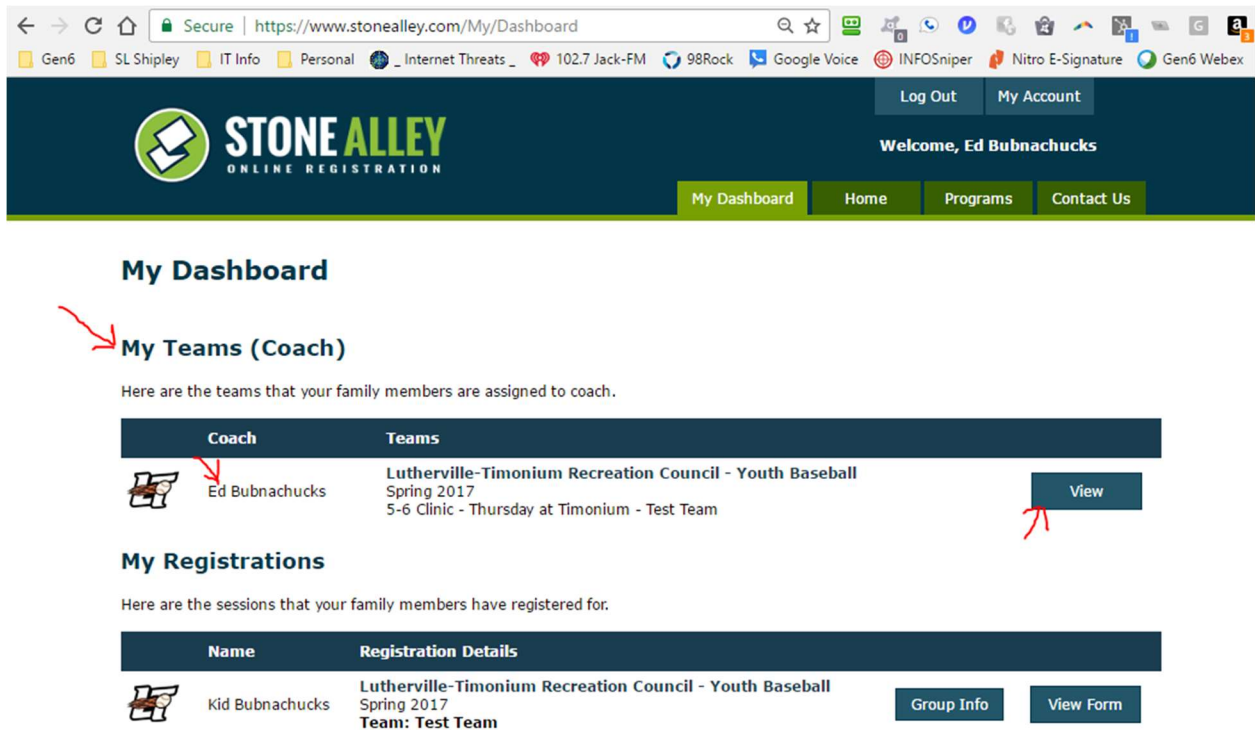 Secure | https://www.stonealley.com/My/Dashboard
Gen6 SL Shipley IT Info Personal _ Internet Threats _ 102.7 Jack-FM 98Rock Google Voice INFOSniper Nitro E-Signature Gen6 Webex
Log Out My Account
STONE ALLEY
ONLINE REGISTRATION
Welcome, Ed Bubnachucks
My Dashboard Home Programs Contact Us
My Dashboard
My Teams (Coach)
Here are the teams that your family members are assigned to coach.
Coach Teams
Lutherville-Timonium Recreation Council - Youth Baseball
Ed Bubnachucks Spring 2017 View
5-6 Clinic - Thursday at Timonium - Test Team
My Registrations
Here are the sessions that your family members have registered for.
Name Registration Details
Lutherville-Timonium Recreation Council - Youth Baseball
Kid Bubnachucks Spring 2017 Group Info View Form
Team: Test Team